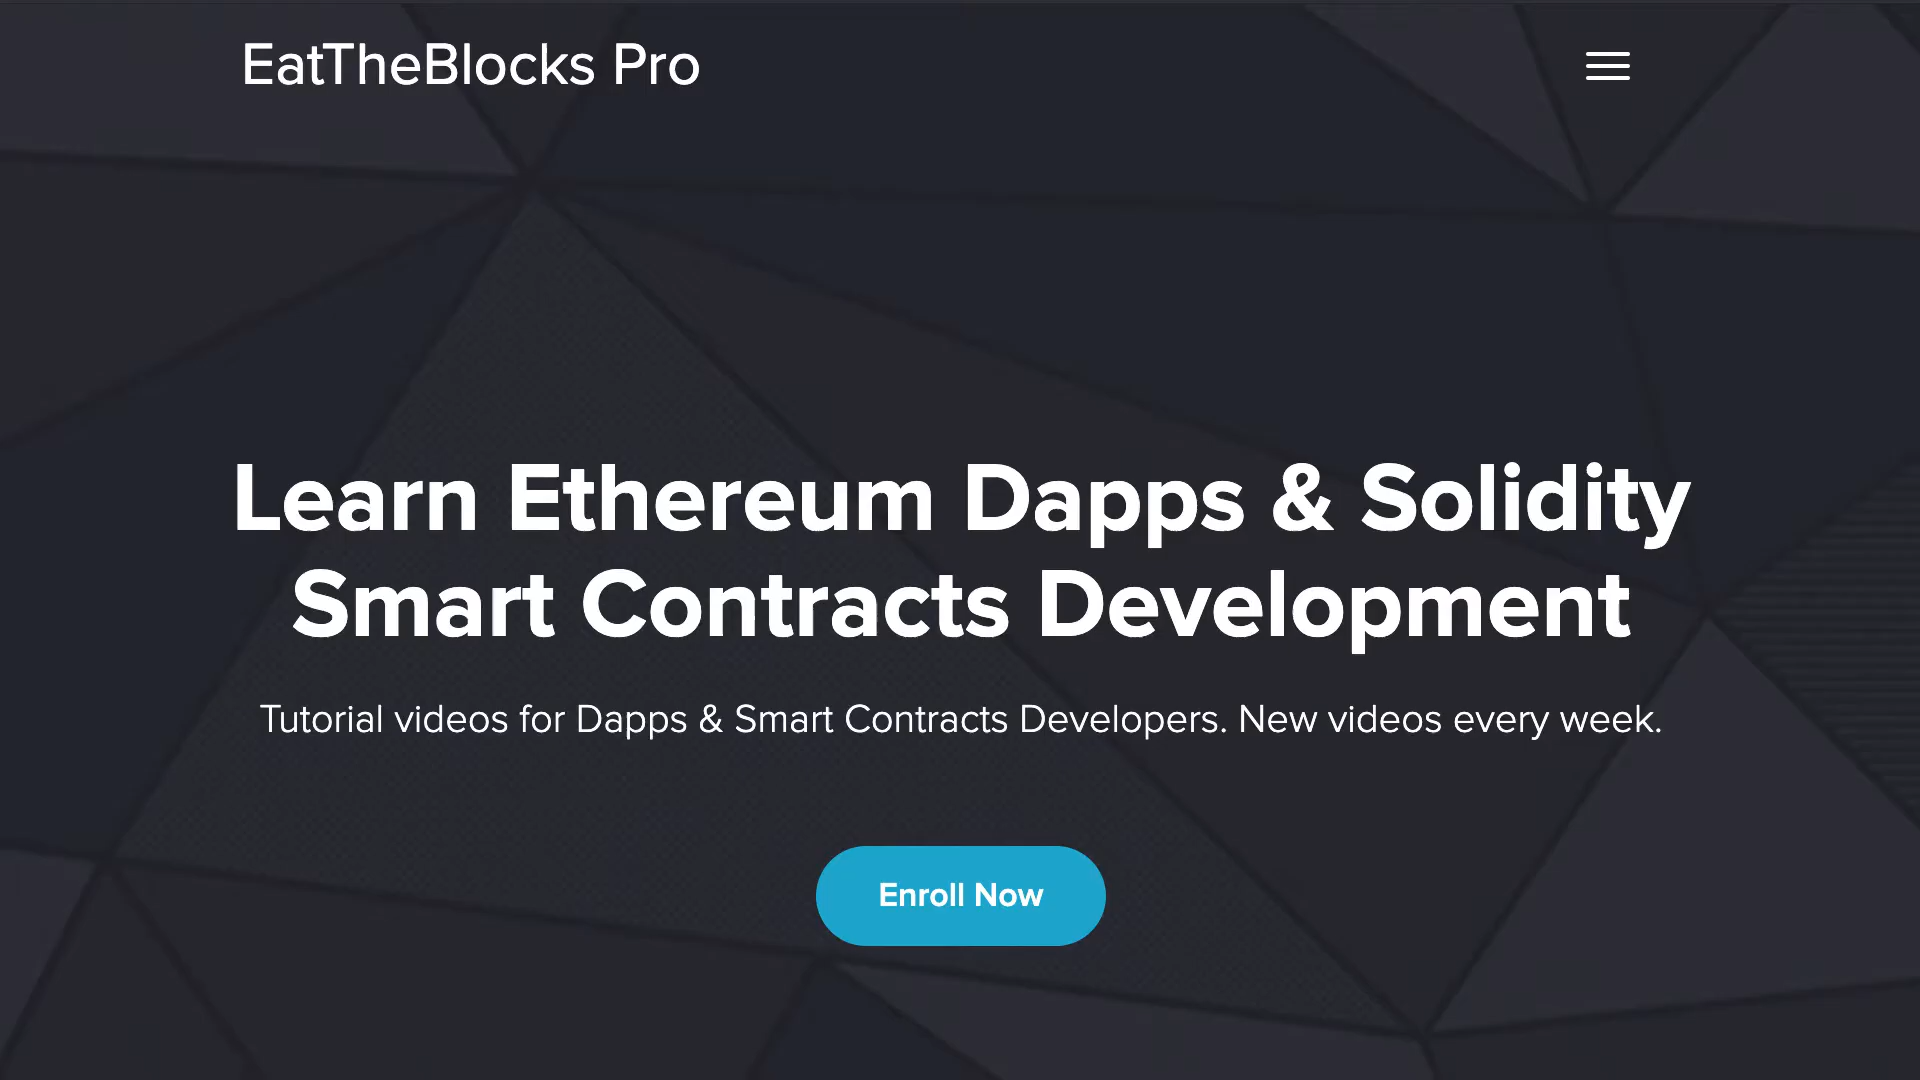 EatTheBlocks Pro
Learn Ethereum Dapps & Solidity
Smart Contracts Development
Tutorial videos for Dapps & Smart Contracts Developers. New videos every week.
Enroll Now